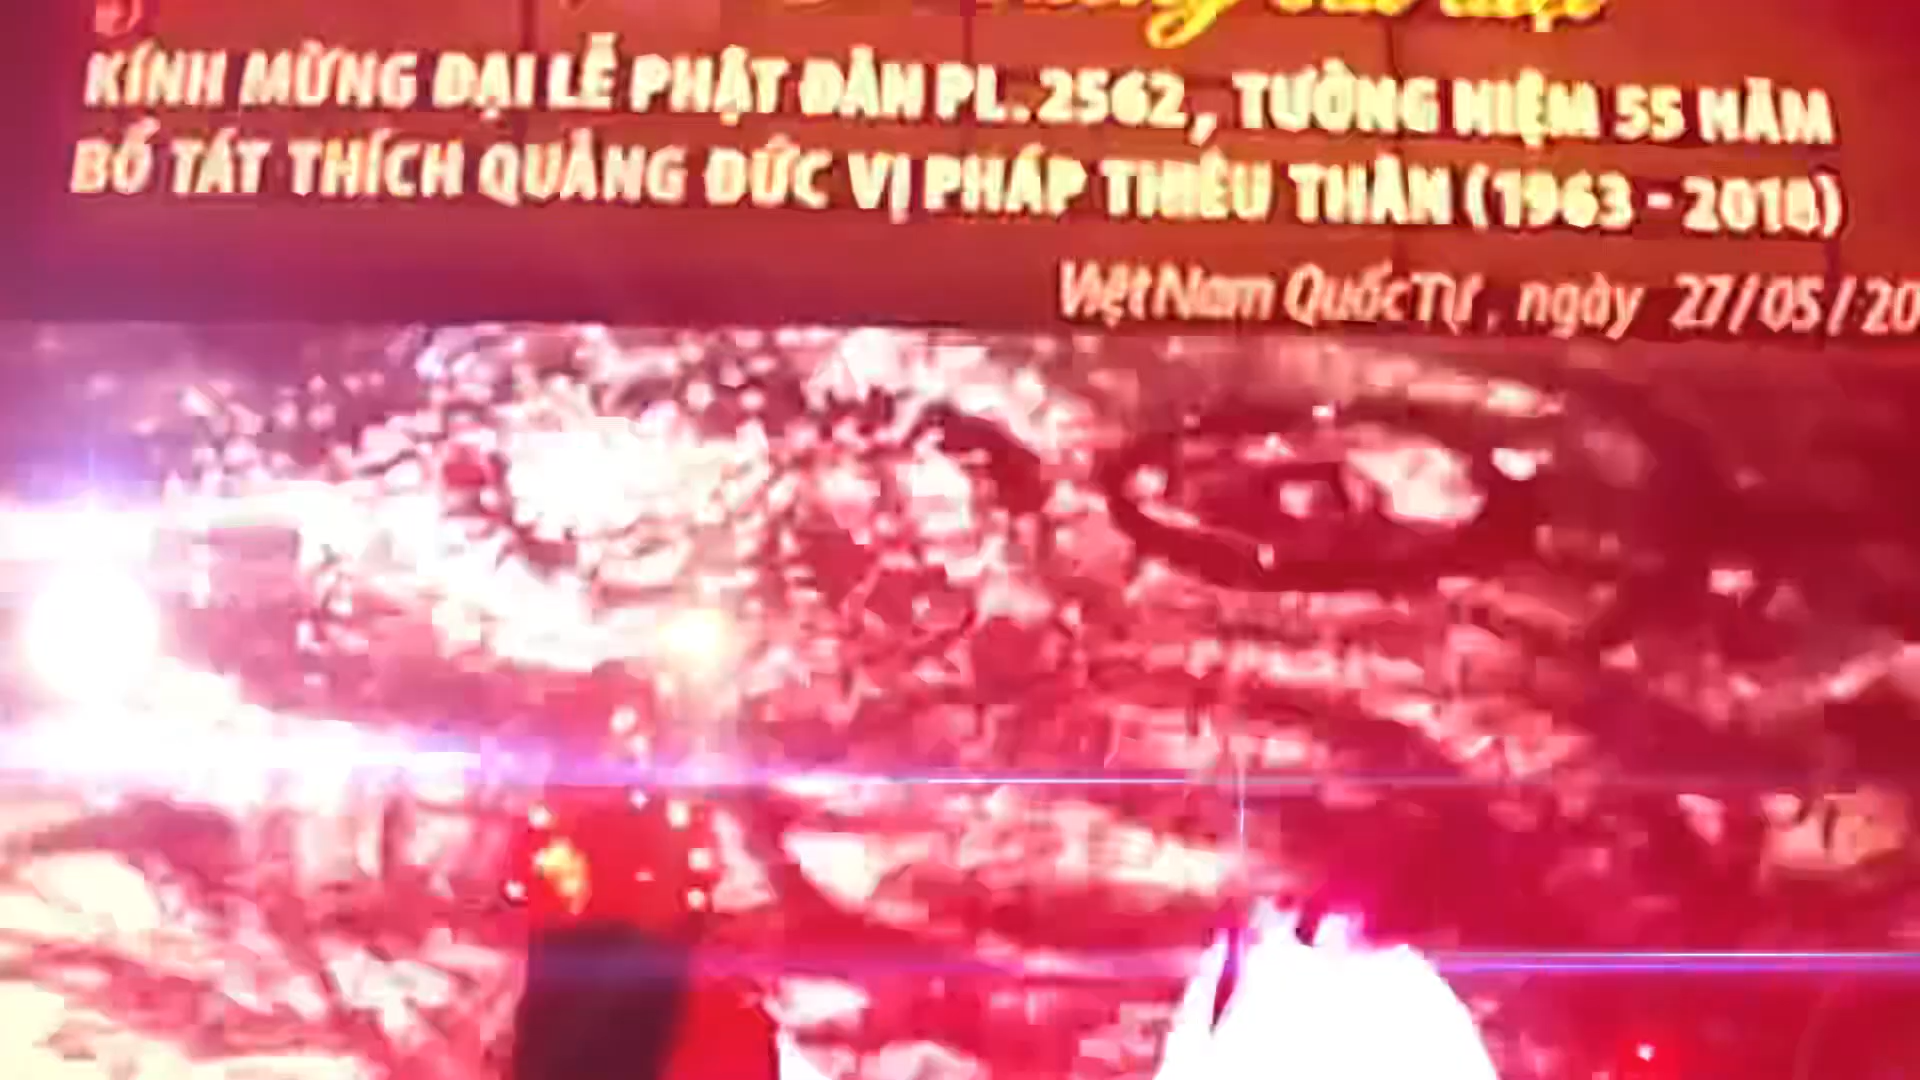 KÍNH MỪNG ĐẠI LỄ PHẬT ĐẢN PL.2562, TƯỞNG NIỆM 55 NĂM
BỒ TÁT THÍCH QUẢNG ĐỨC VỊ PHÁP THIÊU THÂN (1963 - 2018)
Việt Nam Quốc Tự, ngày 27/05/20